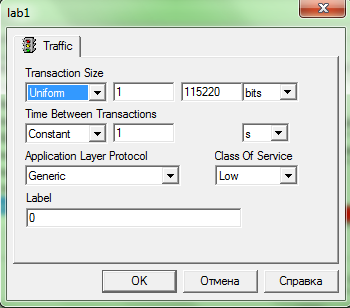 lab1
Traffic
Transaction Size
Uniform 1 115220 bits
Time Between Transactions
Constant 1 s
Application Layer Protocol Class Of Service
Generic Low
Label
0
OK Отмена Справка